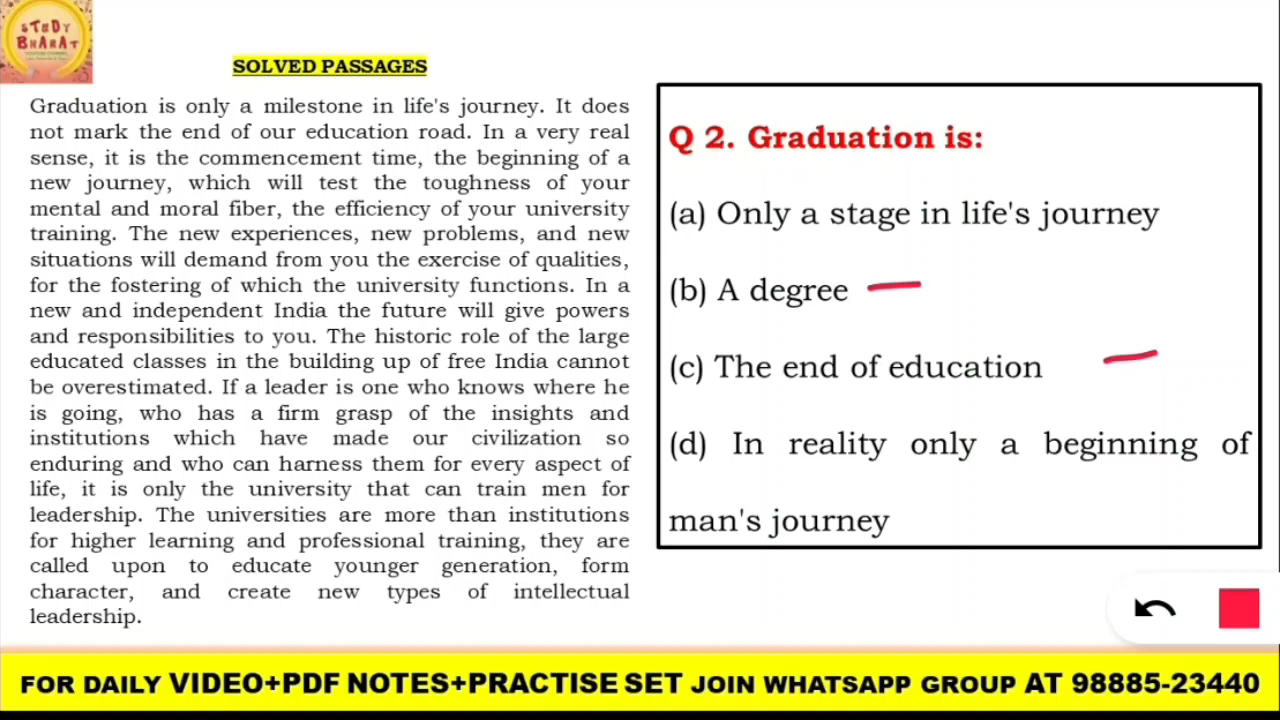 STUDY
BHARAT
SOLVED PASSAGES
Graduation is only a milestone in life's journey. It does
not mark the end of our education road. In a very real
sense, it is the commencement time, the beginning of a
new journey, which will test the toughness of your
mental and moral fiber, the efficiency of your university
training. The new experiences, new problems, and new
situations will demand from you the exercise of qualities,
for the fostering of which the university functions. In a
new and independent India the future will give powers
and responsibilities to you. The historic role of the large
educated classes in the building up of free India cannot
be overestimated. If a leader is one who knows where he
is going, who has a firm grasp of the insights and
institutions which have made our civilization so
enduring and who can harness them for every aspect of
life, it is only the university that can train men for
leadership. The universities are more than institutions
for higher learning and professional training, they are
called upon to educate younger generation, form
character, and create new types of intellectual
leadership.
Q 2. Graduation is:
(a) Only a stage in life's journey
(b) A degree
(c) The end of education
(d) In reality only a beginning of
man's journey
FOR DAILY VIDEO+PDF NOTES+PRACTISE SET JOIN WHATSAPP GROUP AT 98885-23440